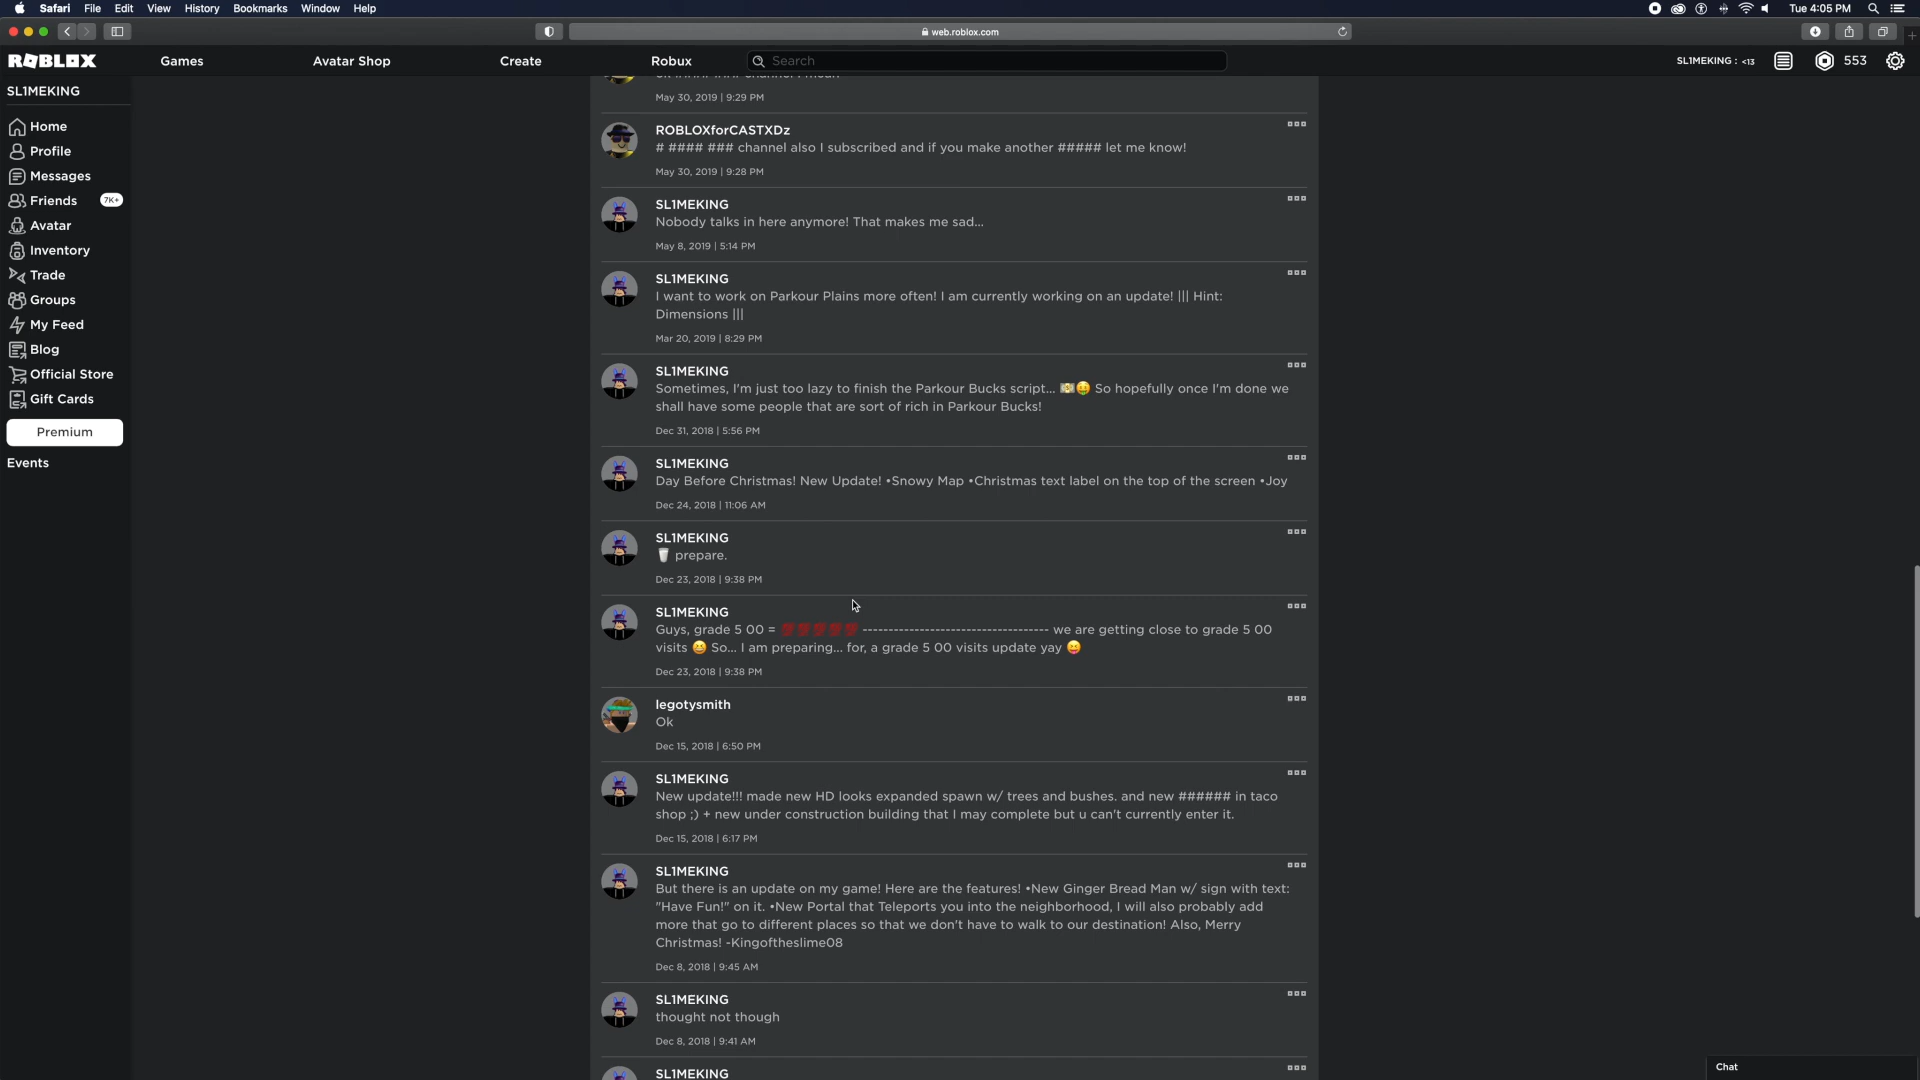 Safari File Edit View History Bookmarks Window Help
Tue 4:05 PM
web.roblox.com
ROBLOX Games Avatar Shop Create Robux Search SL1MEKING : <13 553
SL1MEKING
Home
Profile
Messages
Friends 7K+
Avatar
Inventory
Trade
Groups
My Feed
Blog
Official Store
Gift Cards
Premium
Events
May 30, 2019 | 9:29 PM
ROBLOXforCASTXDz
# #### ### channel also I subscribed and if you make another ##### let me know!
May 30, 2019 | 9:28 PM
SL1MEKING
Nobody talks in here anymore! That makes me sad...
May 8, 2019 | 5:14 PM
SL1MEKING
I want to work on Parkour Plains more often! I am currently working on an update! ||| Hint:
Dimensions |||
Mar 20, 2019 | 8:29 PM
SL1MEKING
Sometimes, I'm just too lazy to finish the Parkour Bucks script... 💵🤑 So hopefully once I'm done we
shall have some people that are sort of rich in Parkour Bucks!
Dec 31, 2018 | 5:56 PM
SL1MEKING
Day Before Christmas! New Update! •Snowy Map •Christmas text label on the top of the screen •Joy
Dec 24, 2018 | 11:06 AM
SL1MEKING
🥛 prepare.
Dec 23, 2018 | 9:38 PM
SL1MEKING
Guys, grade 5 00 = 💯💯💯💯💯 ------------------------------------ we are getting close to grade 5 00
visits 😆 So... I am preparing... for, a grade 5 00 visits update yay 😝
Dec 23, 2018 | 9:38 PM
legotysmith
Ok
Dec 15, 2018 | 6:50 PM
SL1MEKING
New update!!! made new HD looks expanded spawn w/ trees and bushes. and new ###### in taco
shop ;) + new under construction building that I may complete but u can't currently enter it.
Dec 15, 2018 | 6:17 PM
SL1MEKING
But there is an update on my game! Here are the features! •New Ginger Bread Man w/ sign with text:
"Have Fun!" on it. •New Portal that Teleports you into the neighborhood, I will also probably add
more that go to different places so that we don't have to walk to our destination! Also, Merry
Christmas! -Kingoftheslime08
Dec 8, 2018 | 9:45 AM
SL1MEKING
thought not though
Dec 8, 2018 | 9:41 AM
SL1MEKING
Chat